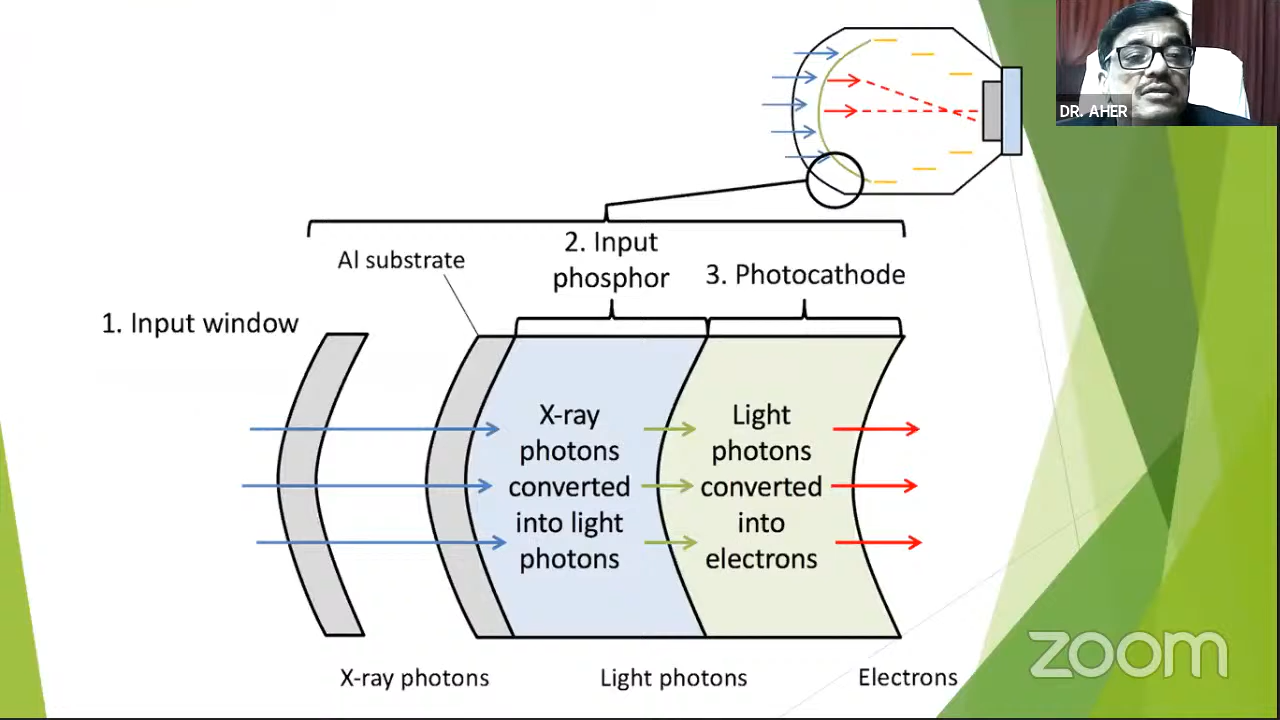 DR. AHER
2. Input
phosphor
Al substrate
3. Photocathode
1. Input window
X-ray
photons
converted
into light
photons
Light
photons
converted
into
electrons
X-ray photons
Light photons
Electrons
zoom